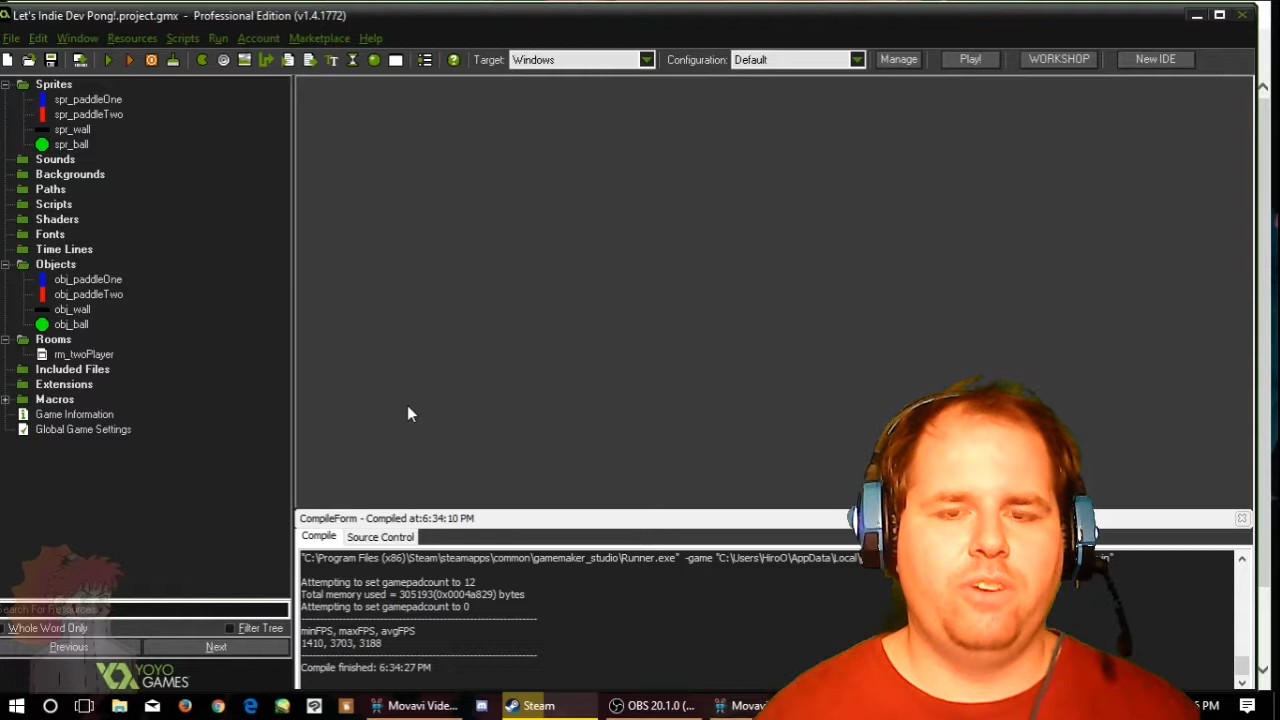 Let's Indie Dev Pong!.project.gmx - Professional Edition (v1.4.1772)
File Edit Window Resources Scripts Run Account Marketplace Help
Target: Windows Configuration: Default Manage Play! WORKSHOP New IDE
Sprites
spr_paddleOne
spr_paddleTwo
spr_wall
spr_ball
Sounds
Backgrounds
Paths
Scripts
Shaders
Fonts
Time Lines
Objects
obj_paddleOne
obj_paddleTwo
obj_wall
obj_ball
Rooms
rm_twoPlayer
Included Files
Extensions
Macros
Game Information
Global Game Settings
Search For Resources
Whole Word Only Filter Tree
Previous Next
YOYO
GAMES
CompileForm - Compiled at:6:34:10 PM
Compile Source Control
"C:\Program Files (x86)\Steam\steamapps\common\gamemaker_studio\Runner.exe" -game "C:\Users\HiroO\AppData\Local\
Attempting to set gamepadcount to 12
Total memory used = 305193(0x0004a829) bytes
Attempting to set gamepadcount to 0
minFPS, maxFPS, avgFPS
1410, 3703, 3188
Compile finished: 6:34:27 PM
Movavi Vide... Steam OBS 20.1.0 (... Movavi PM